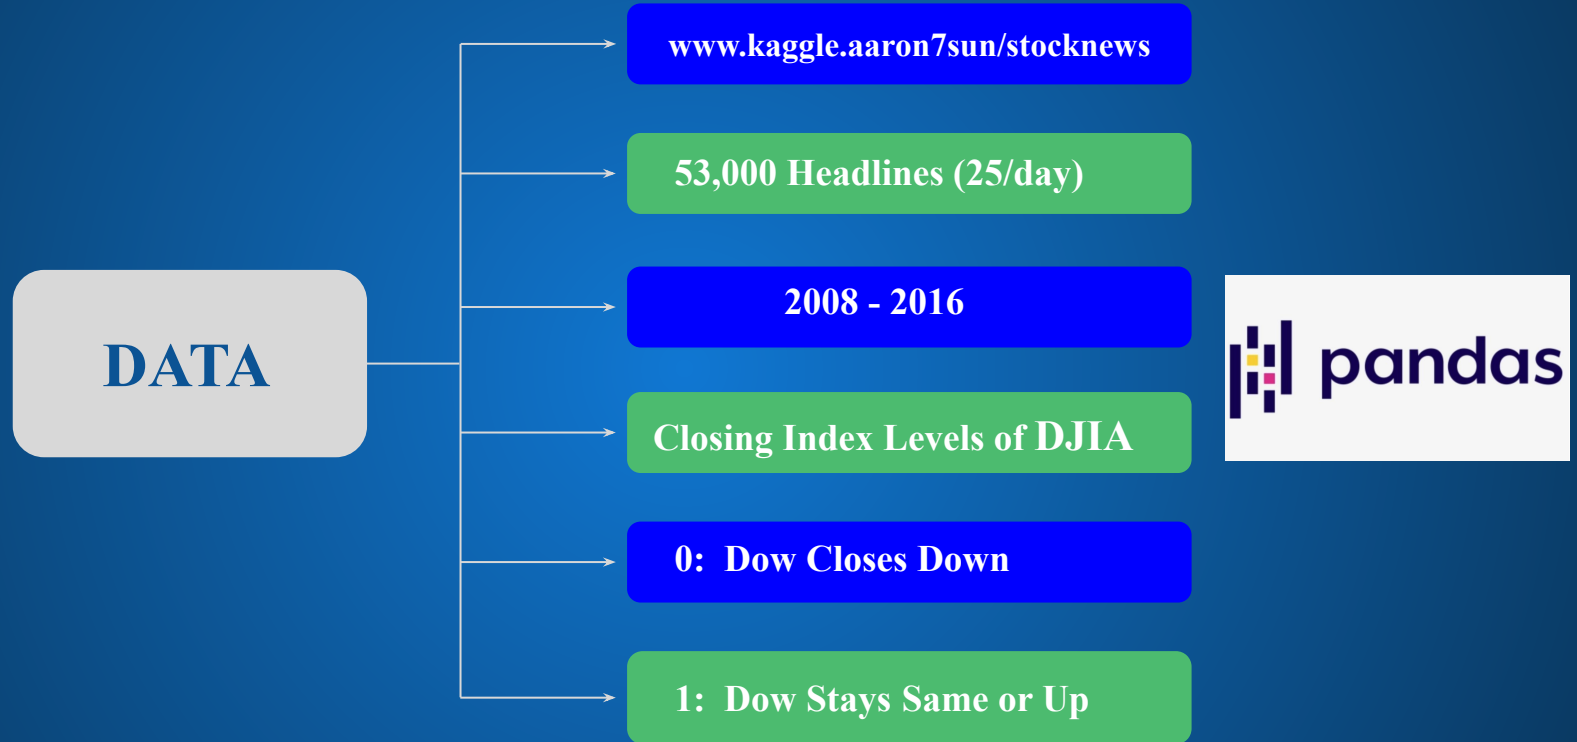 www.kaggle.aaron7sun/stocknews
53,000 Headlines (25/day)
2008 - 2016
DATA
pandas
Closing Index Levels of DJIA
0: Dow Closes Down
1: Dow Stays Same or Up